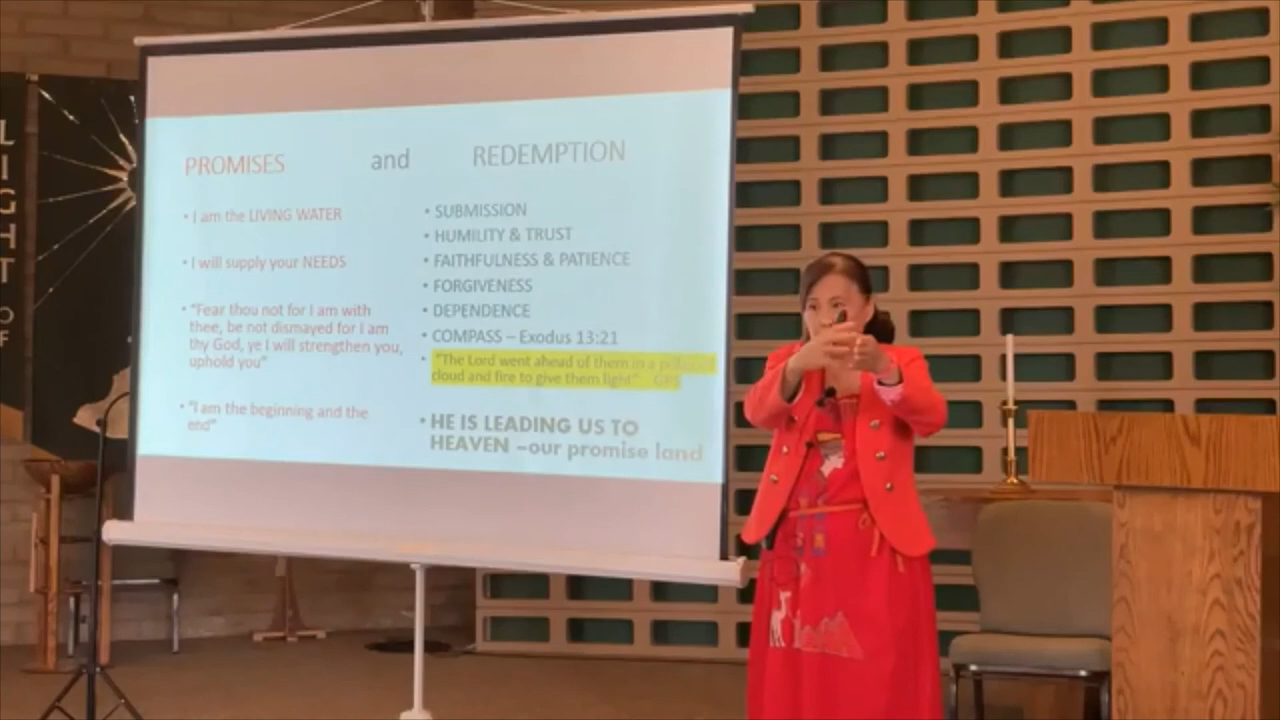 LIGHT
OF
PROMISES and REDEMPTION
• I am the LIVING WATER
• I will supply your NEEDS
• "Fear thou not for I am with
thee, be not dismayed for I am
thy God, ye I will strengthen you,
uphold you"
• "I am the beginning and the
end"
• SUBMISSION
• HUMILITY & TRUST
• FAITHFULNESS & PATIENCE
• FORGIVENESS
• DEPENDENCE
• COMPASS – Exodus 13:21
• "The Lord went ahead of them in a pillar of
cloud and fire to give them light"
• HE IS LEADING US TO
HEAVEN –our promise land